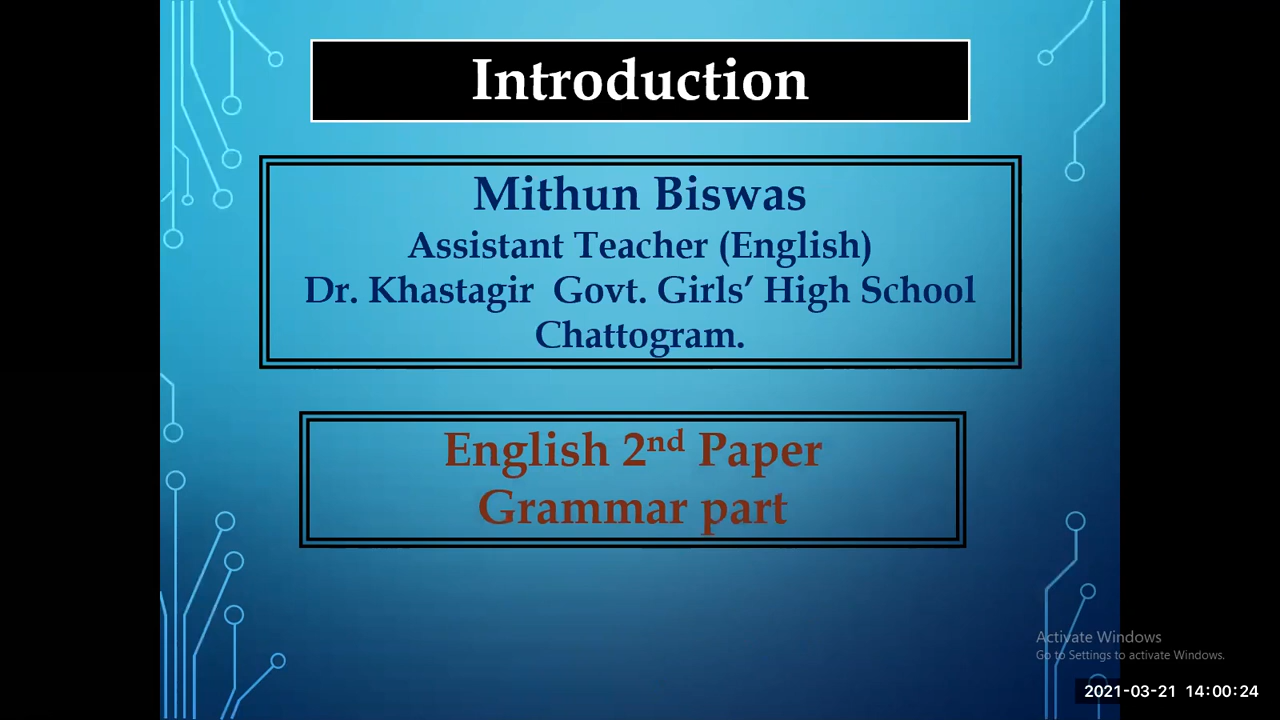 Introduction
Mithun Biswas
Assistant Teacher (English)
Dr. Khastagir Govt. Girls’ High School
Chattogram.
English 2nd Paper
Grammar part
Activate Windows
Go to Settings to activate Windows.
2021-03-21 14:00:24